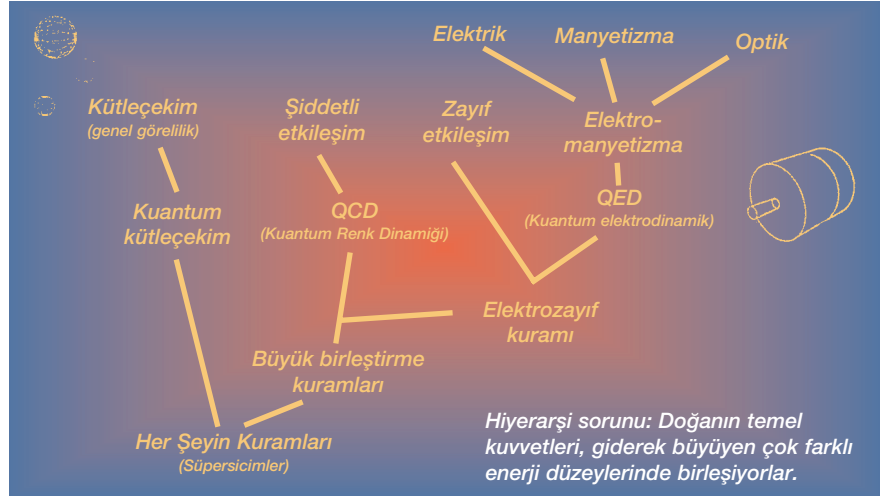 Elektrik
Manyetizma
Optik
Kütleçekim
(genel görelilik)
Şiddetli
etkileşim
Zayıf
etkileşim
Elektro-
manyetizma
Kuantum
kütleçekim
QCD
(Kuantum Renk Dinamiği)
QED
(Kuantum elektrodinamik)
Elektrozayıf
kuramı
Büyük birleştirme
kuramları
Her Şeyin Kuramları
(Süpersicimler)
Hiyerarşi sorunu: Doğanın temel
kuvvetleri, giderek büyüyen çok farklı
enerji düzeylerinde birleşiyorlar.